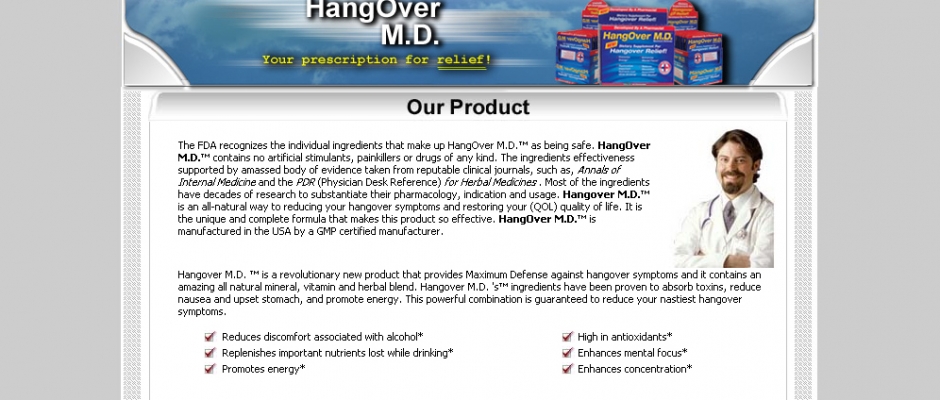 HangOver
M.D.
Your prescription for relief!
Developed By A Pharmacist
HangOver M.D.
Dietary Supplement For
Hangover Relief!
Our Product
The FDA recognizes the individual ingredients that make up HangOver M.D.™ as being safe. HangOver
M.D.™ contains no artificial stimulants, painkillers or drugs of any kind. The ingredients effectiveness
supported by amassed body of evidence taken from reputable clinical journals, such as, Annals of
Internal Medicine and the PDR (Physician Desk Reference) for Herbal Medicines . Most of the ingredients
have decades of research to substantiate their pharmacology, indication and usage. Hangover M.D.™
is an all-natural way to reducing your hangover symptoms and restoring your (QOL) quality of life. It is
the unique and complete formula that makes this product so effective. HangOver M.D.™ is
manufactured in the USA by a GMP certified manufacturer.
Hangover M.D. ™ is a revolutionary new product that provides Maximum Defense against hangover symptoms and it contains an
amazing all natural mineral, vitamin and herbal blend. Hangover M.D. 's™ ingredients have been proven to absorb toxins, reduce
nausea and upset stomach, and promote energy. This powerful combination is guaranteed to reduce your nastiest hangover
symptoms.
Reduces discomfort associated with alcohol*
High in antioxidants*
Replenishes important nutrients lost while drinking*
Enhances mental focus*
Promotes energy*
Enhances concentration*